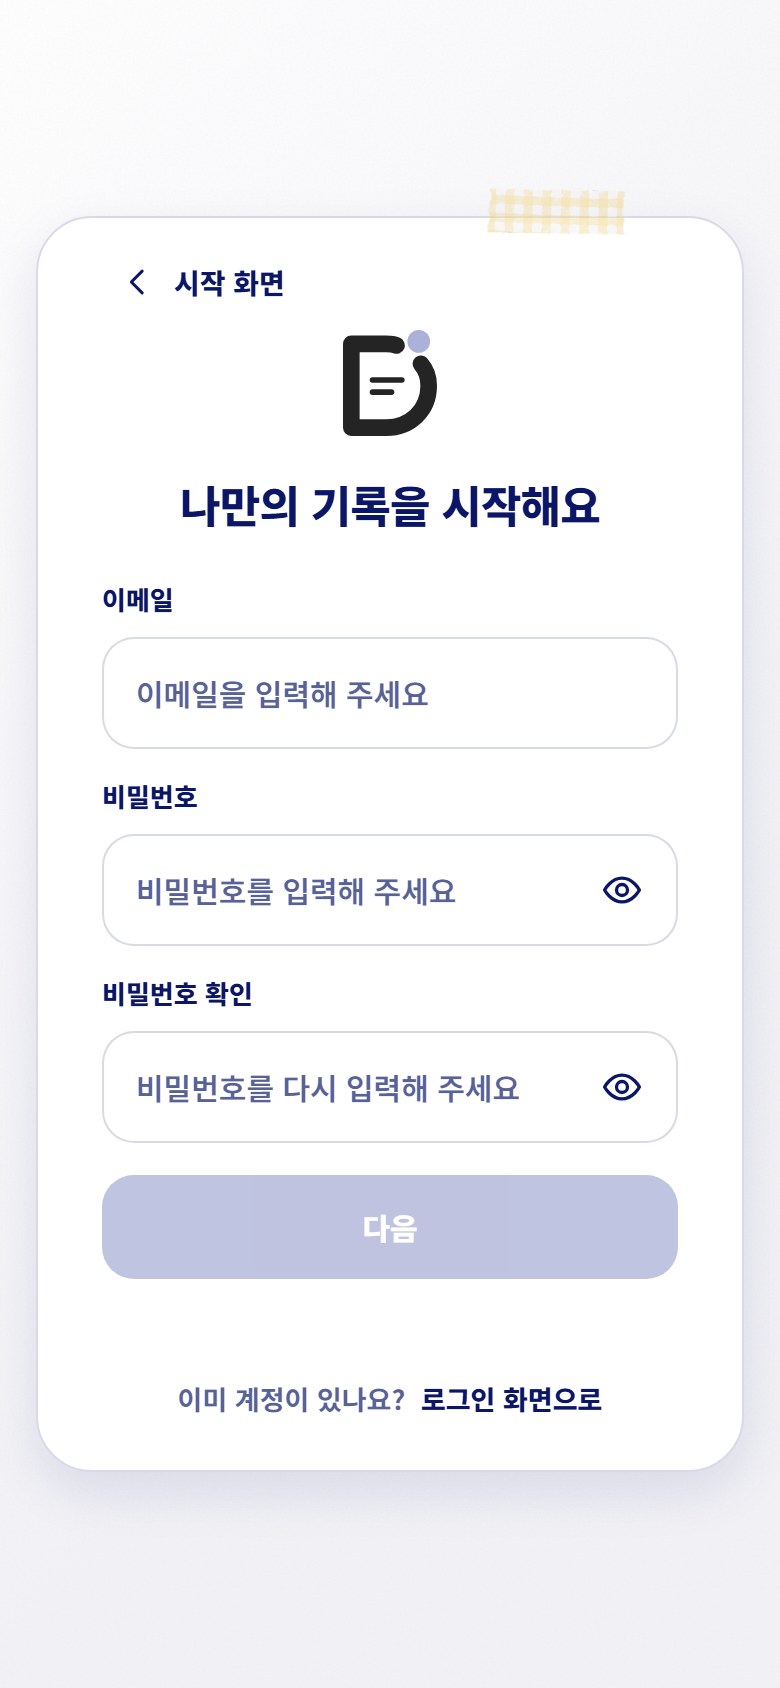 시작 화면
나만의 기록을 시작해요
이메일
이메일을 입력해 주세요
비밀번호
비밀번호를 입력해 주세요
비밀번호 확인
비밀번호를 다시 입력해 주세요
다음
이미 계정이 있나요? 로그인 화면으로